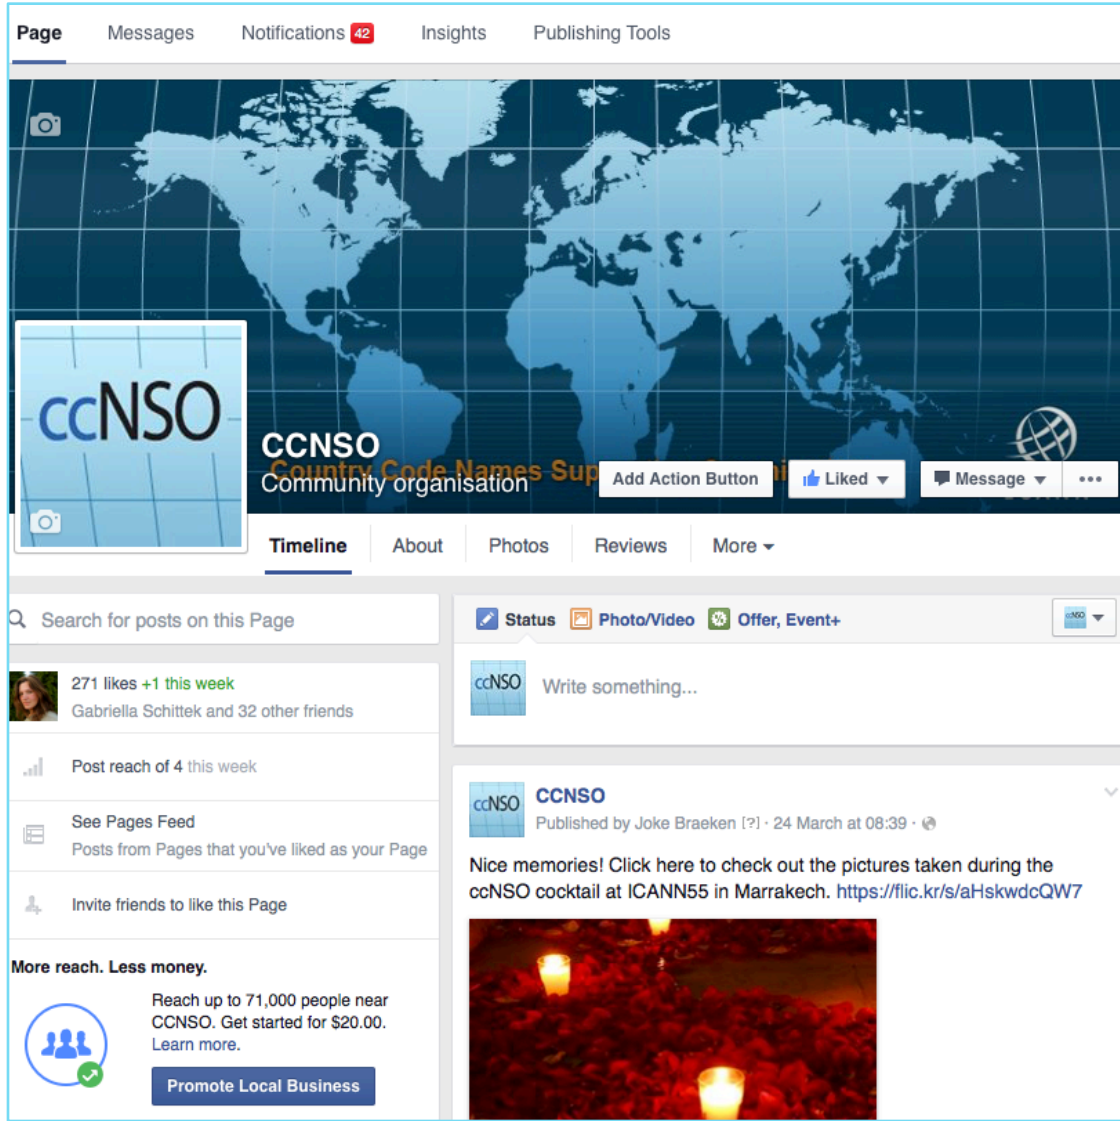 Page Messages Notifications 42 Insights Publishing Tools
ccNSO
CCNSO
Country Code Names Sup
Community organisation
Add Action Button Liked Message
Timeline About Photos Reviews More
Search for posts on this Page
271 likes +1 this week
Gabriella Schittek and 32 other friends
Post reach of 4 this week
See Pages Feed
Posts from Pages that you've liked as your Page
Invite friends to like this Page
More reach. Less money.
Reach up to 71,000 people near
CCNSO. Get started for $20.00.
Learn more.
Promote Local Business
Status Photo/Video Offer, Event+
ccNSO
ccNSO
Write something...
ccNSO
CCNSO
Published by Joke Braeken [?] · 24 March at 08:39 ·
Nice memories! Click here to check out the pictures taken during the
ccNSO cocktail at ICANN55 in Marrakech. https://flic.kr/s/aHskwdcQW7